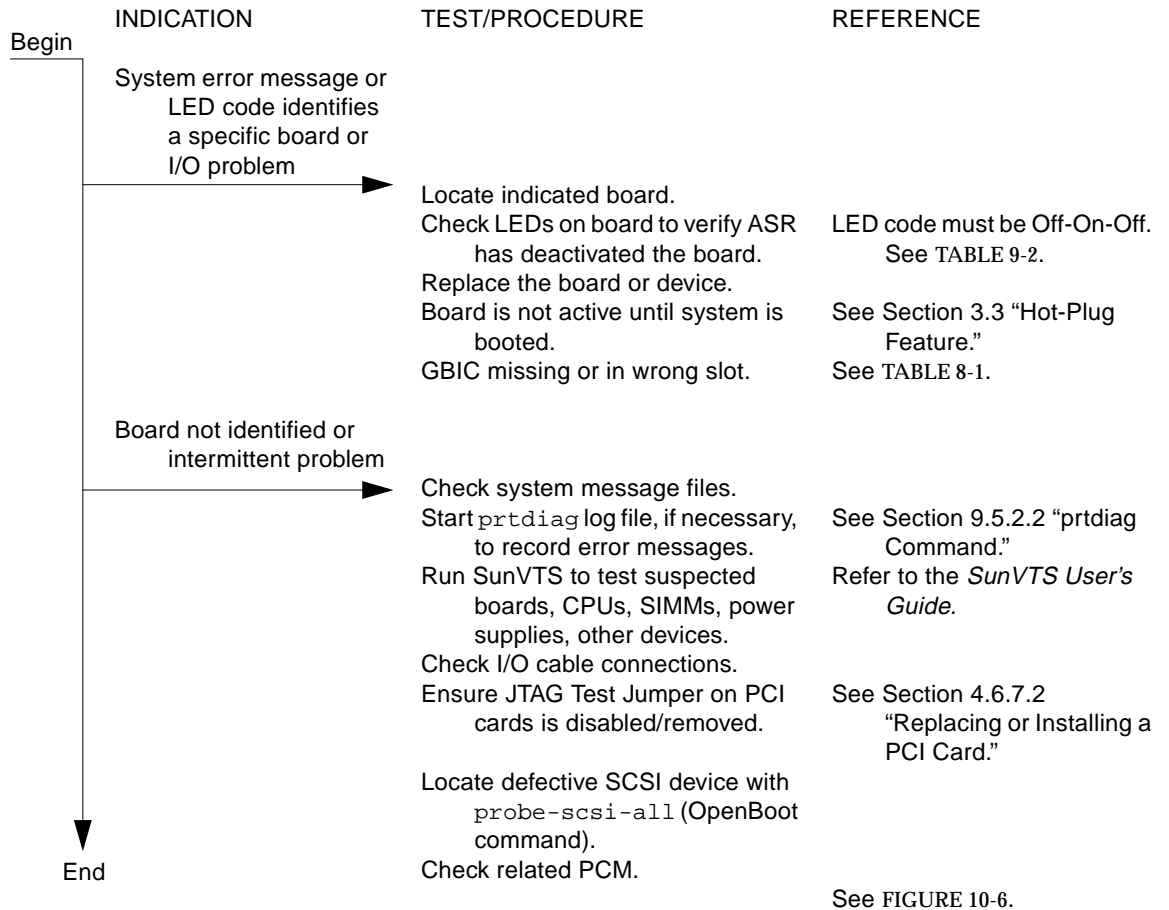 INDICATION TEST/PROCEDURE REFERENCE
Begin
System error message or
LED code identifies
a specific board or
I/O problem
Locate indicated board.
Check LEDs on board to verify ASR LED code must be Off-On-Off.
has deactivated the board. See TABLE 9-2.
Replace the board or device.
Board is not active until system is See Section 3.3 “Hot-Plug
booted. Feature.”
GBIC missing or in wrong slot. See TABLE 8-1.
Board not identified or
intermittent problem
Check system message files.
Start prtdiag log file, if necessary, See Section 9.5.2.2 “prtdiag
to record error messages. Command.”
Run SunVTS to test suspected Refer to the SunVTS User's
boards, CPUs, SIMMs, power Guide.
supplies, other devices.
Check I/O cable connections.
Ensure JTAG Test Jumper on PCI See Section 4.6.7.2
cards is disabled/removed. “Replacing or Installing a
PCI Card.”
Locate defective SCSI device with
probe-scsi-all (OpenBoot
command).
End Check related PCM.
See FIGURE 10-6.